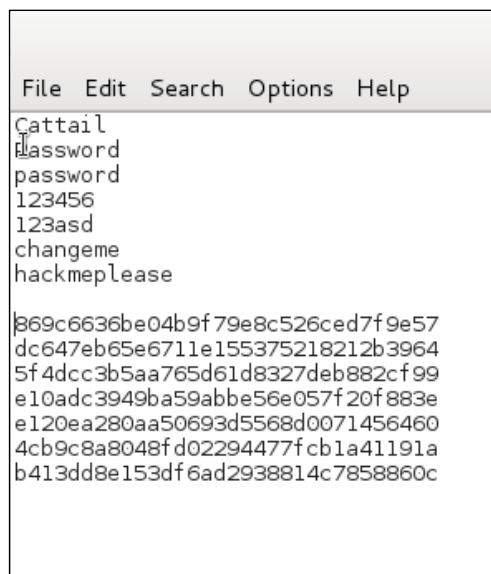 File Edit Search Options Help
Cattail
Password
password
123456
123asd
changeme
hackmeplease
869c6636be04b9f79e8c526ced7f9e57
dc647eb65e6711e155375218212b3964
5f4dcc3b5aa765d61d8327deb882cf99
e10adc3949ba59abbe56e057f20f883e
e120ea280aa50693d5568d0071456460
4cb9c8a8048fd02294477fcb1a41191a
b413dd8e153df6ad2938814c7858860c